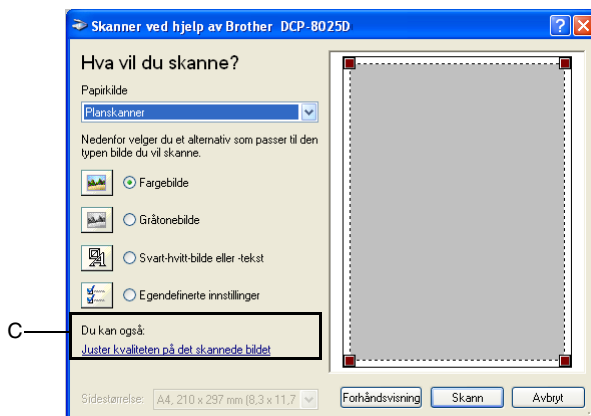 Skanner ved hjelp av Brother DCP-8025D
Hva vil du skanne?
Papirkilde
Planskanner
Nedenfor velger du et alternativ som passer til den
typen bilde du vil skanne.
Fargebilde
Gråtonebilde
Svart-hvitt-bilde eller -tekst
Egendefinerte innstillinger
C
Du kan også:
Juster kvaliteten på det skannede bildet
Sidestørrelse: A4, 210 x 297 mm (8,3 x 11,7
Forhåndsvisning Skann Avbryt